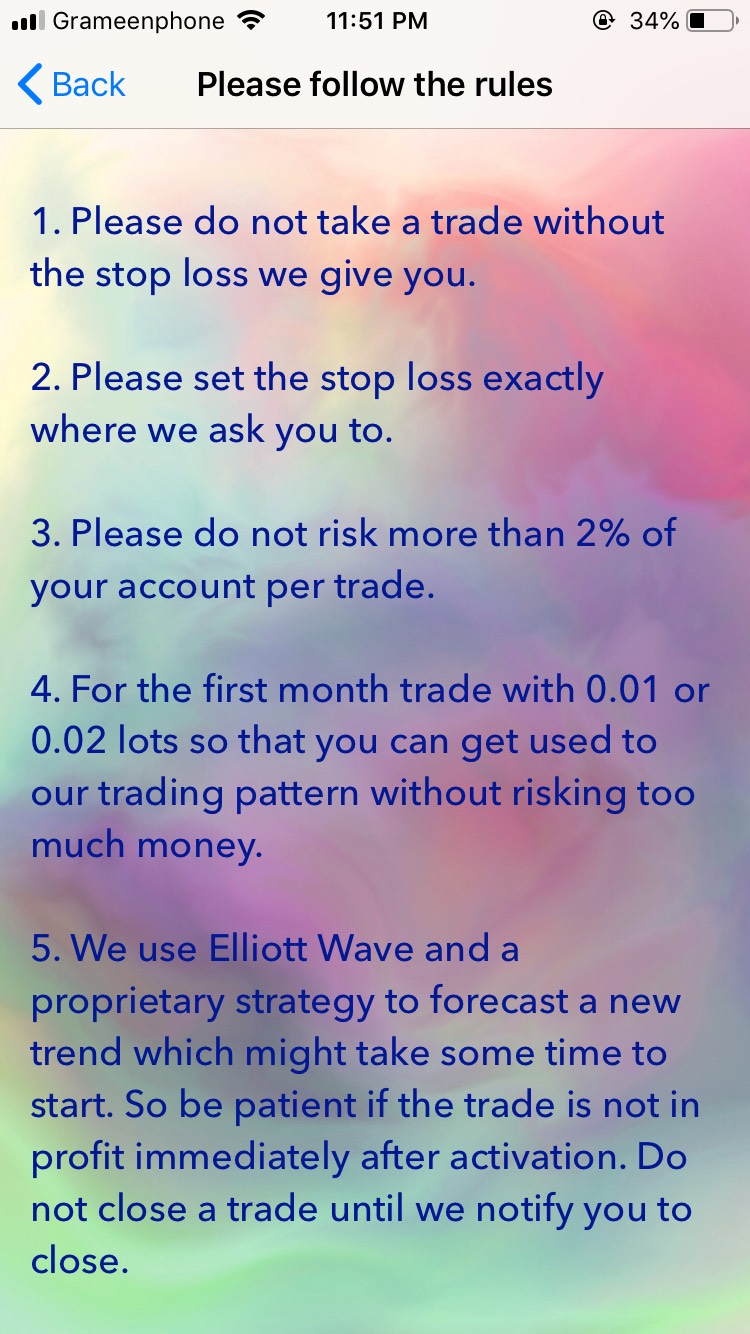 Grameenphone 11:51 PM 34%
Back Please follow the rules
1. Please do not take a trade without
the stop loss we give you.
2. Please set the stop loss exactly
where we ask you to.
3. Please do not risk more than 2% of
your account per trade.
4. For the first month trade with 0.01 or
0.02 lots so that you can get used to
our trading pattern without risking too
much money.
5. We use Elliott Wave and a
proprietary strategy to forecast a new
trend which might take some time to
start. So be patient if the trade is not in
profit immediately after activation. Do
not close a trade until we notify you to
close.